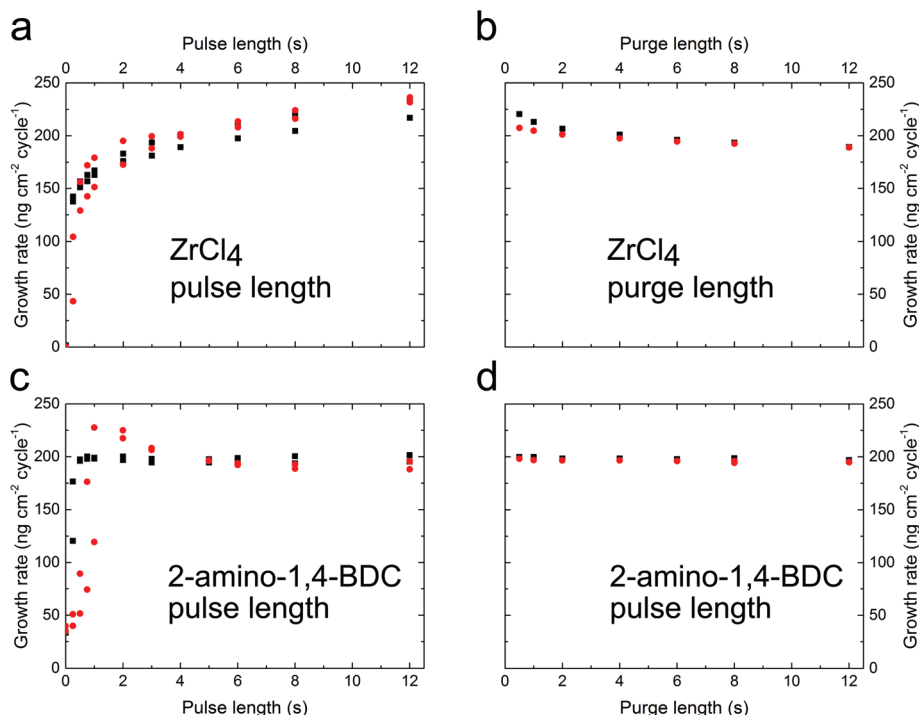 a
Pulse length (s)
0 2 4 6 8 10 12
250
200
150
100
50
0
Growth rate (ng cm-2 cycle-1)
ZrCl4
pulse length
b
Purge length (s)
0 2 4 6 8 10 12
250
200
150
100
50
0
Growth rate (ng cm-2 cycle-1)
ZrCl4
purge length
c
250
200
150
100
50
0
Growth rate (ng cm-2 cycle-1)
2-amino-1,4-BDC
pulse length
0 2 4 6 8 10 12
Pulse length (s)
d
250
200
150
100
50
0
Growth rate (ng cm-2 cycle-1)
2-amino-1,4-BDC
pulse length
0 2 4 6 8 10 12
Purge length (s)